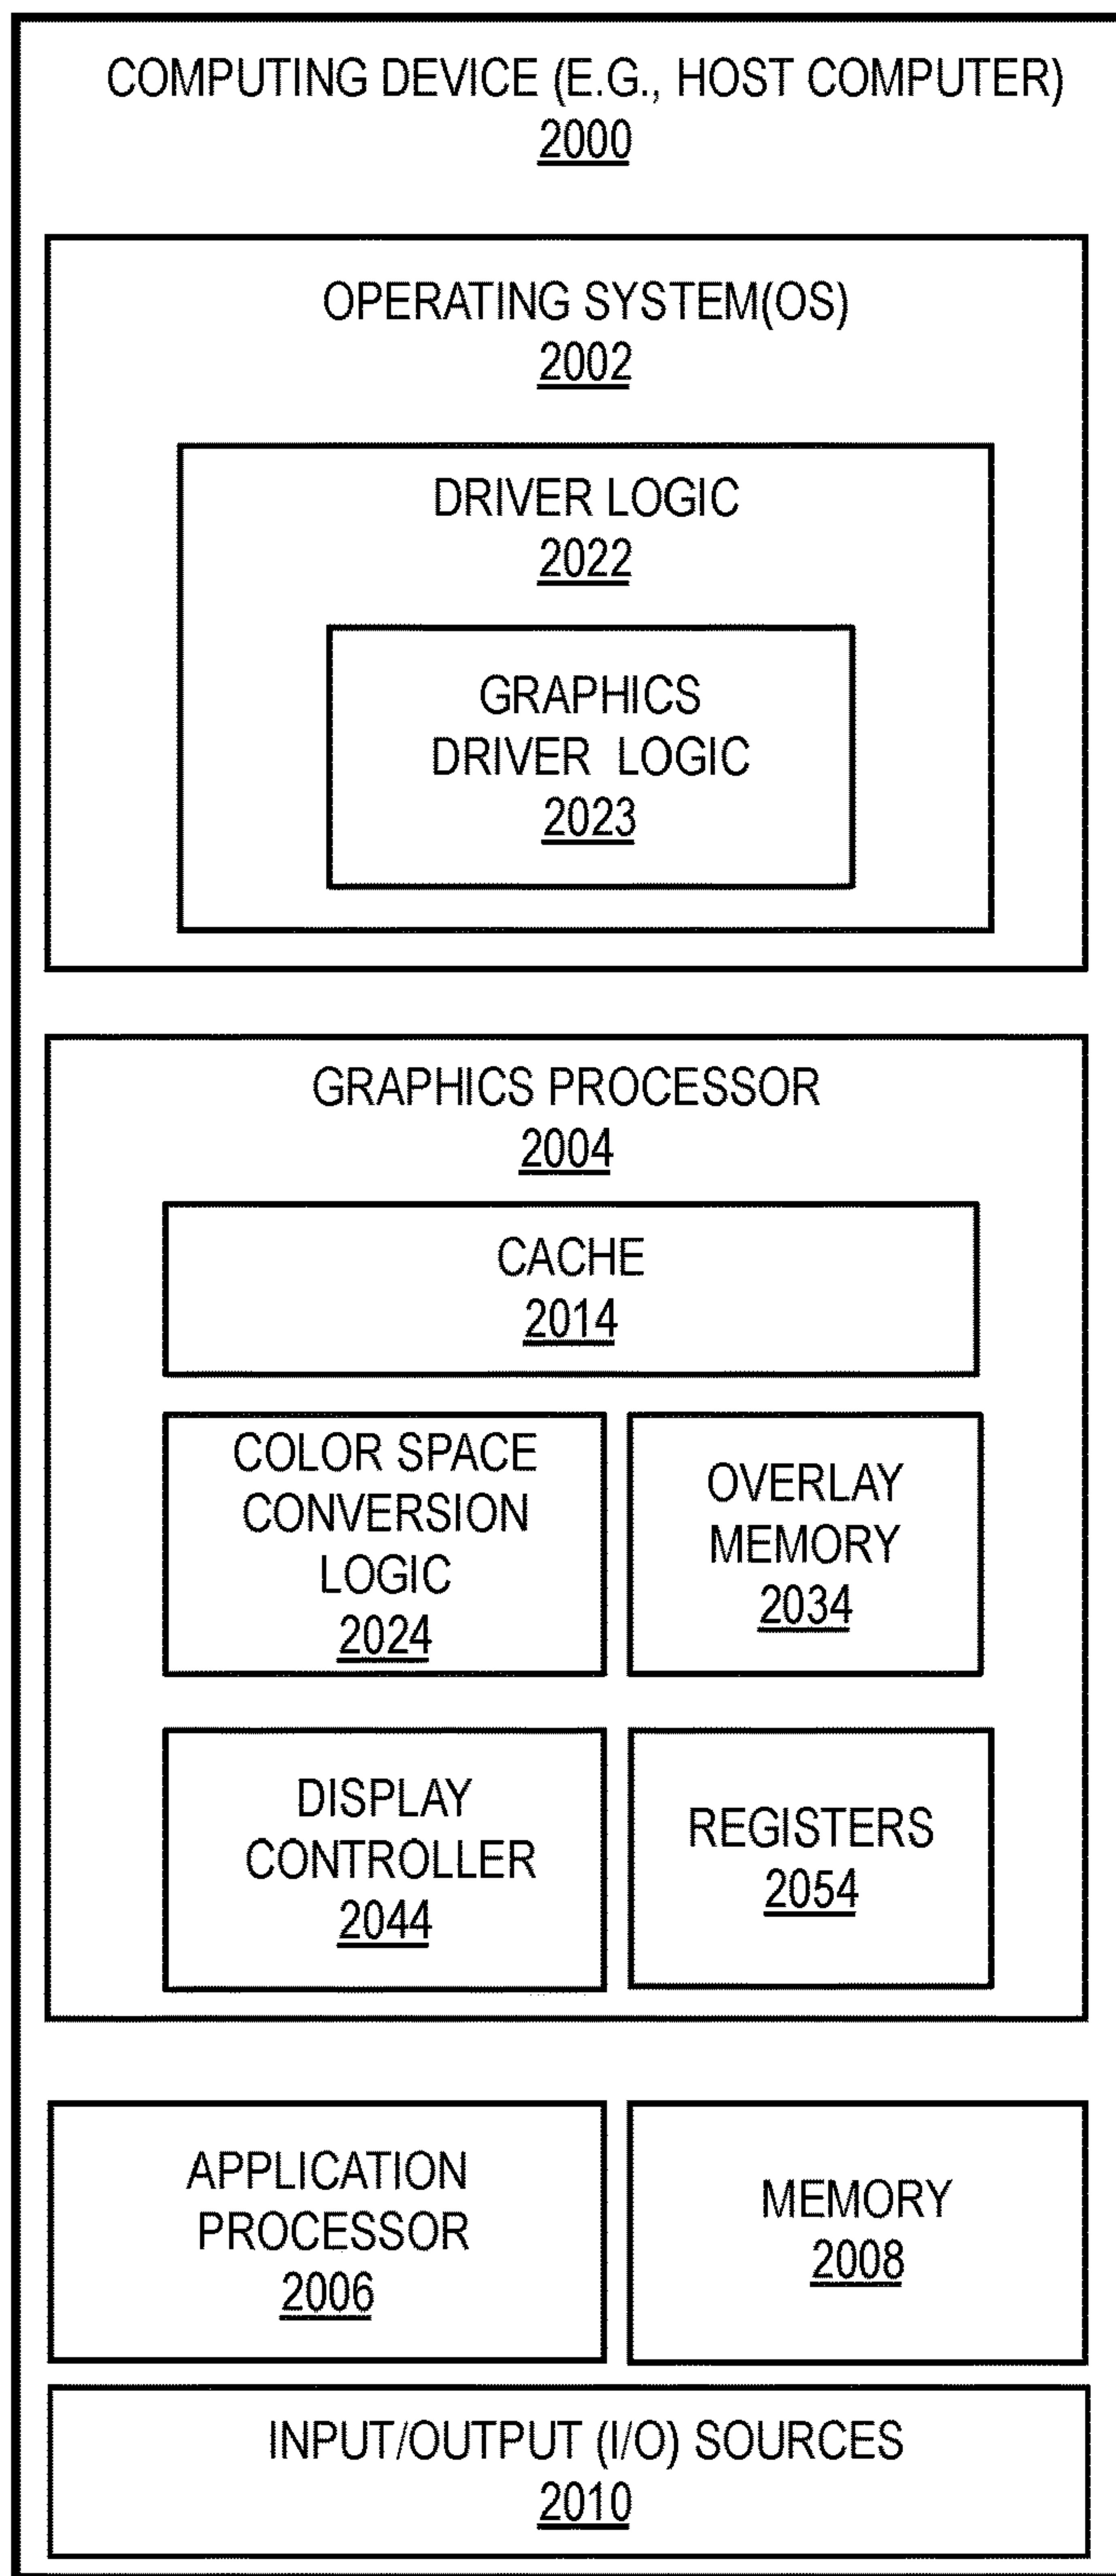 COMPUTING DEVICE (E.G., HOST COMPUTER)
2000
OPERATING SYSTEM(OS)
2002
DRIVER LOGIC
2022
GRAPHICS
DRIVER LOGIC
2023
GRAPHICS PROCESSOR
2004
CACHE
2014
COLOR SPACE
CONVERSION
LOGIC
2024
OVERLAY
MEMORY
2034
DISPLAY
CONTROLLER
2044
REGISTERS
2054
APPLICATION
PROCESSOR
2006
MEMORY
2008
INPUT/OUTPUT (I/O) SOURCES
2010